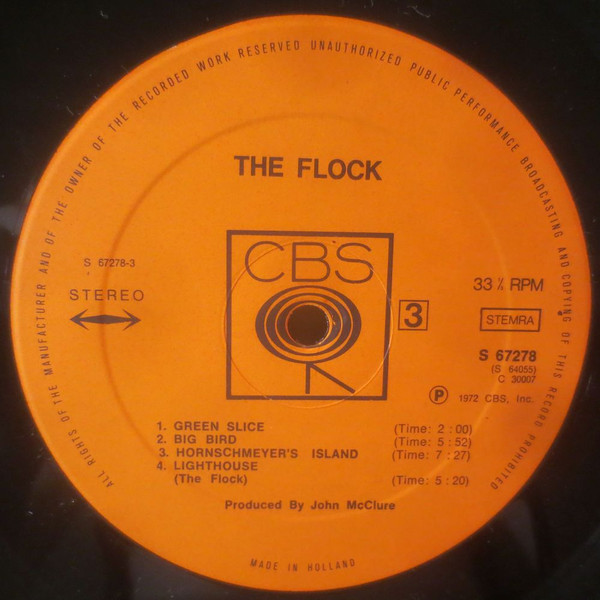 ALL RIGHTS OF THE MANUFACTURER AND OF THE OWNER OF THE RECORDED WORK RESERVED UNAUTHORIZED PUBLIC PERFORMANCE BROADCASTING AND COPYING OF THIS RECORD PROHIBITED
THE FLOCK
CBS
S 67278-3
STEREO
33⅓ RPM
3
STEMRA
S 67278
(S 64055)
C 30007
Ⓟ 1972 CBS, Inc.
1. GREEN SLICE (Time: 2:00)
2. BIG BIRD (Time: 5:52)
3. HORNSCHMEYER'S ISLAND (Time: 7:27)
4. LIGHTHOUSE
(The Flock) (Time: 5:20)
Produced By John McClure
MADE IN HOLLAND